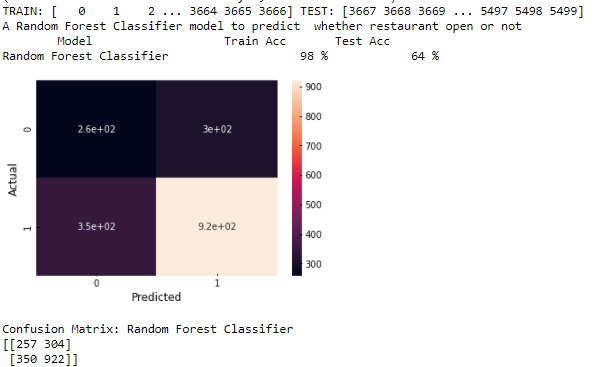 TRAIN: [ 0 1 2 ... 3664 3665 3666] TEST: [3667 3668 3669 ... 5497 5498 5499]
A Random Forest Classifier model to predict whether restaurant open or not
Model Train Acc Test Acc
Random Forest Classifier 98 % 64 %
900
800
700
600
500
400
300
Actual
0
2.6e+02 3e+02
1
3.5e+02 9.2e+02
0 1
Predicted
Confusion Matrix: Random Forest Classifier
[[257 304]
[350 922]]